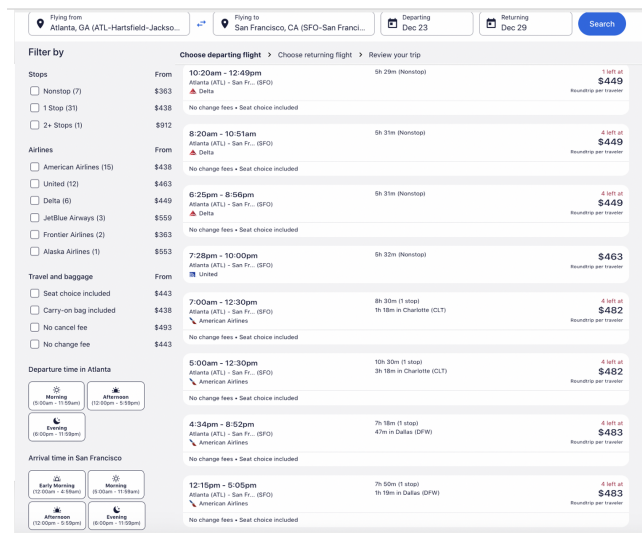 Flying from
Atlanta, GA (ATL-Hartsfield-Jackso...
Flying to
San Francisco, CA (SFO-San Franci...
Departing
Dec 23
Returning
Dec 29
Search
Filter by
Stops From
Nonstop (7) $363
1 Stop (31) $438
2+ Stops (1) $912
Airlines From
American Airlines (15) $438
United (12) $463
Delta (6) $449
JetBlue Airways (3) $559
Frontier Airlines (2) $363
Alaska Airlines (1) $553
Travel and baggage From
Seat choice included $443
Carry-on bag included $438
No cancel fee $493
No change fee $443
Departure time in Atlanta
Morning
(5:00am - 11:59am)
Afternoon
(12:00pm - 5:59pm)
Evening
(6:00pm - 11:59pm)
Arrival time in San Francisco
Early Morning
(12:00am - 4:59am)
Morning
(5:00am - 11:59am)
Afternoon
(12:00pm - 5:59pm)
Evening
(6:00pm - 11:59pm)
Choose departing flight > Choose returning flight > Review your trip
10:20am - 12:49pm 5h 29m (Nonstop) 1 left at
Atlanta (ATL) - San Fr... (SFO) $449
Delta Roundtrip per traveler
No change fees • Seat choice included
8:20am - 10:51am 5h 31m (Nonstop) 4 left at
Atlanta (ATL) - San Fr... (SFO) $449
Delta Roundtrip per traveler
No change fees • Seat choice included
6:25pm - 8:56pm 5h 31m (Nonstop) 4 left at
Atlanta (ATL) - San Fr... (SFO) $449
Delta Roundtrip per traveler
No change fees • Seat choice included
7:28pm - 10:00pm 5h 32m (Nonstop) $463
Atlanta (ATL) - San Fr... (SFO) Roundtrip per traveler
United
7:00am - 12:30pm 8h 30m (1 stop) 4 left at
Atlanta (ATL) - San Fr... (SFO) 1h 18m in Charlotte (CLT) $482
American Airlines Roundtrip per traveler
No change fees • Seat choice included
5:00am - 12:30pm 10h 30m (1 stop) 4 left at
Atlanta (ATL) - San Fr... (SFO) 3h 18m in Charlotte (CLT) $482
American Airlines Roundtrip per traveler
No change fees • Seat choice included
4:34pm - 8:52pm 7h 18m (1 stop) 4 left at
Atlanta (ATL) - San Fr... (SFO) 47m in Dallas (DFW) $483
American Airlines Roundtrip per traveler
No change fees • Seat choice included
12:15pm - 5:05pm 7h 50m (1 stop) 4 left at
Atlanta (ATL) - San Fr... (SFO) 1h 19m in Dallas (DFW) $483
American Airlines Roundtrip per traveler
No change fees • Seat choice included